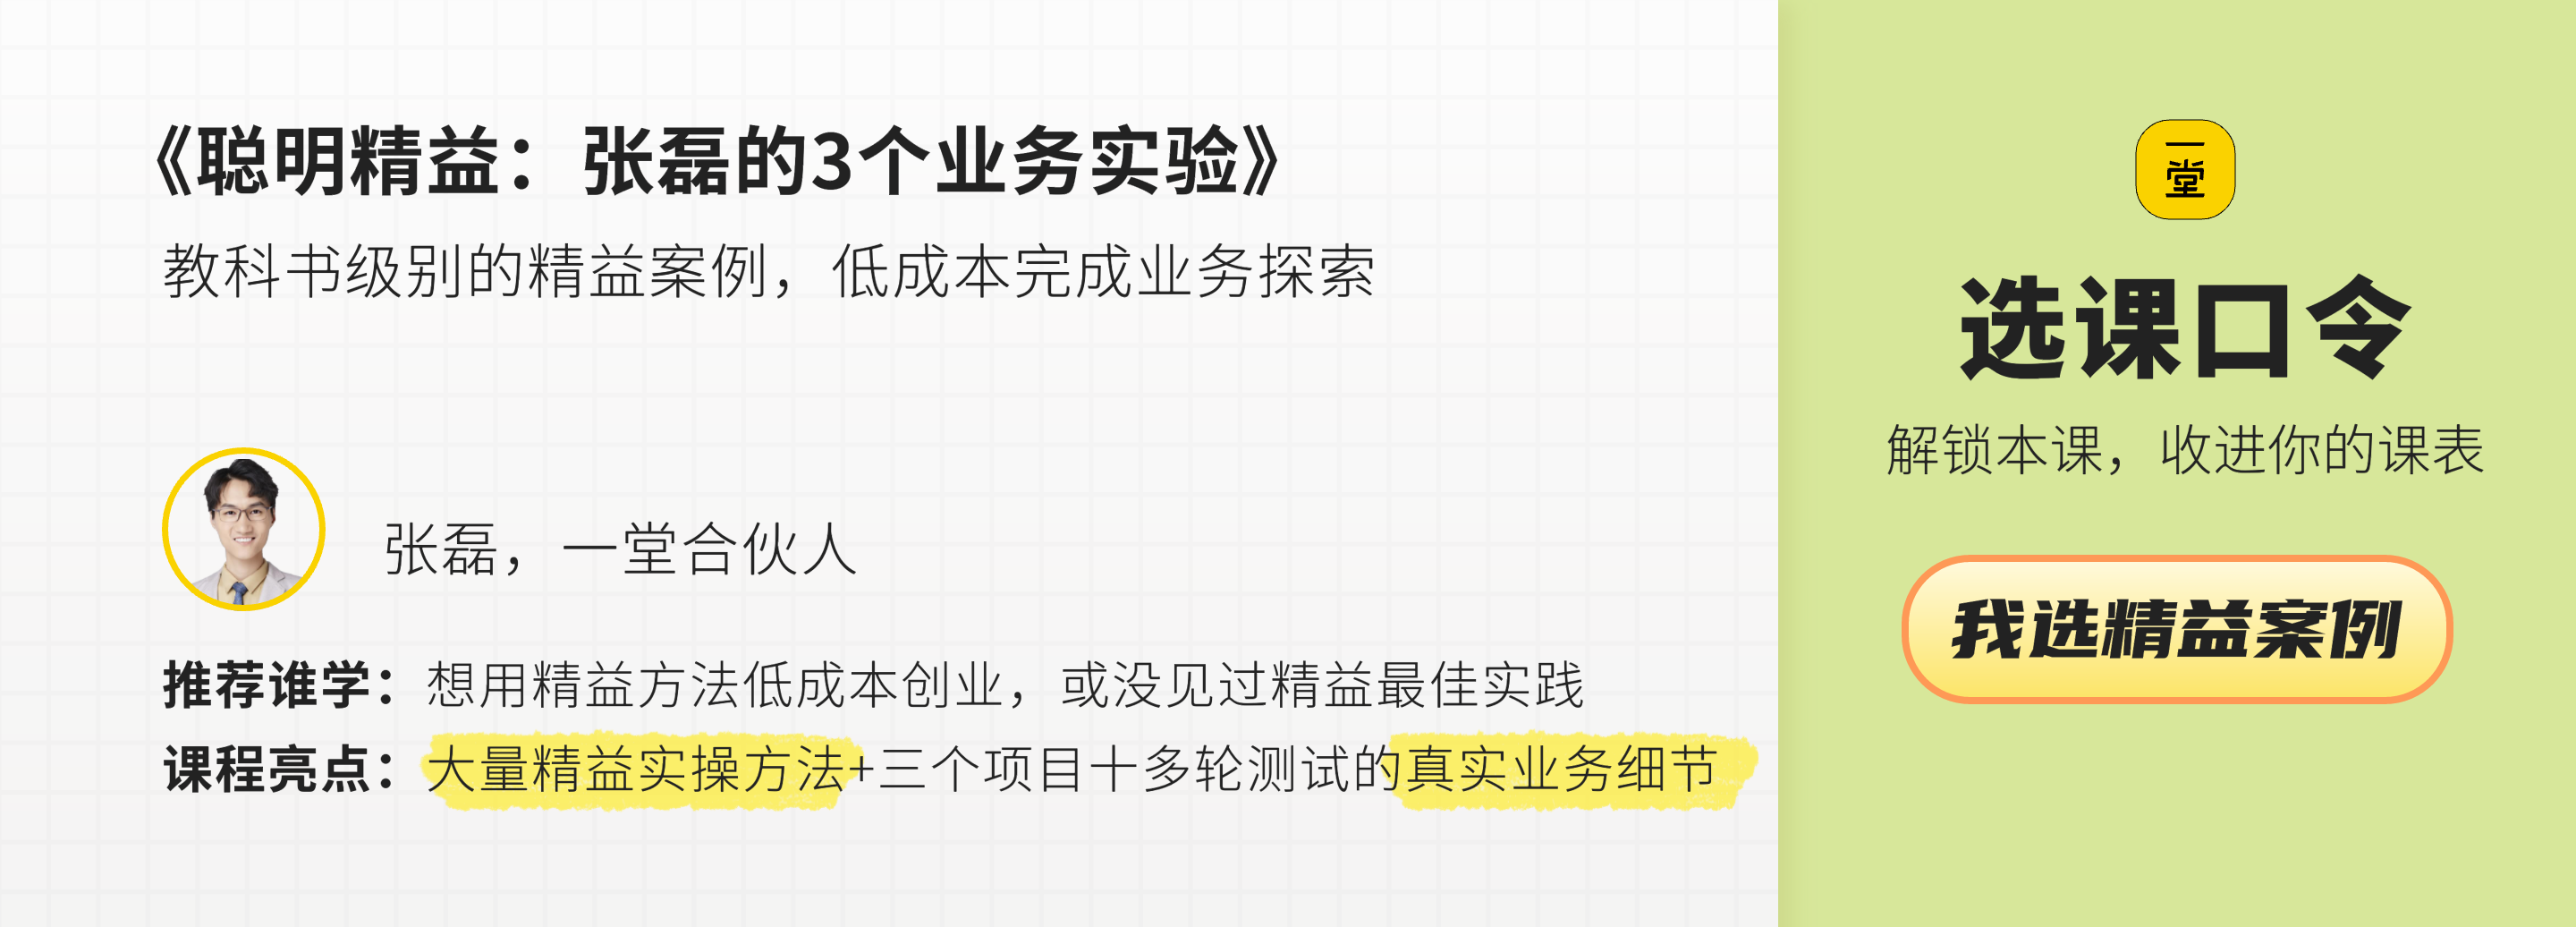 《聪明精益：张磊的3个业务实验》
教科书级别的精益案例，低成本完成业务探索
张磊，一堂合伙人
推荐谁学：想用精益方法低成本创业，或没见过精益最佳实践
课程亮点：大量精益实操方法+三个项目十多轮测试的真实业务细节
一
堂
选课口令
解锁本课，收进你的课表
我选精益案例